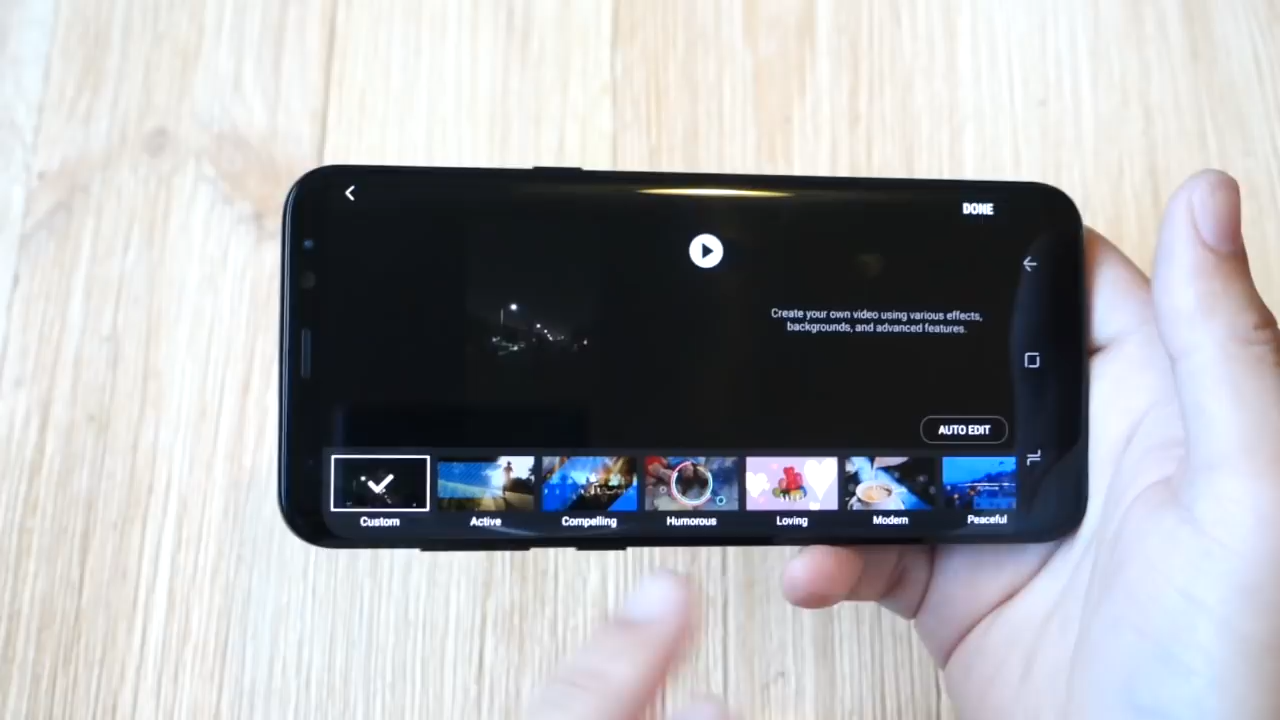 DONE
Create your own video using various effects,
backgrounds, and advanced features.
AUTO EDIT
Custom
Active
Compelling
Humorous
Loving
Modern
Peaceful